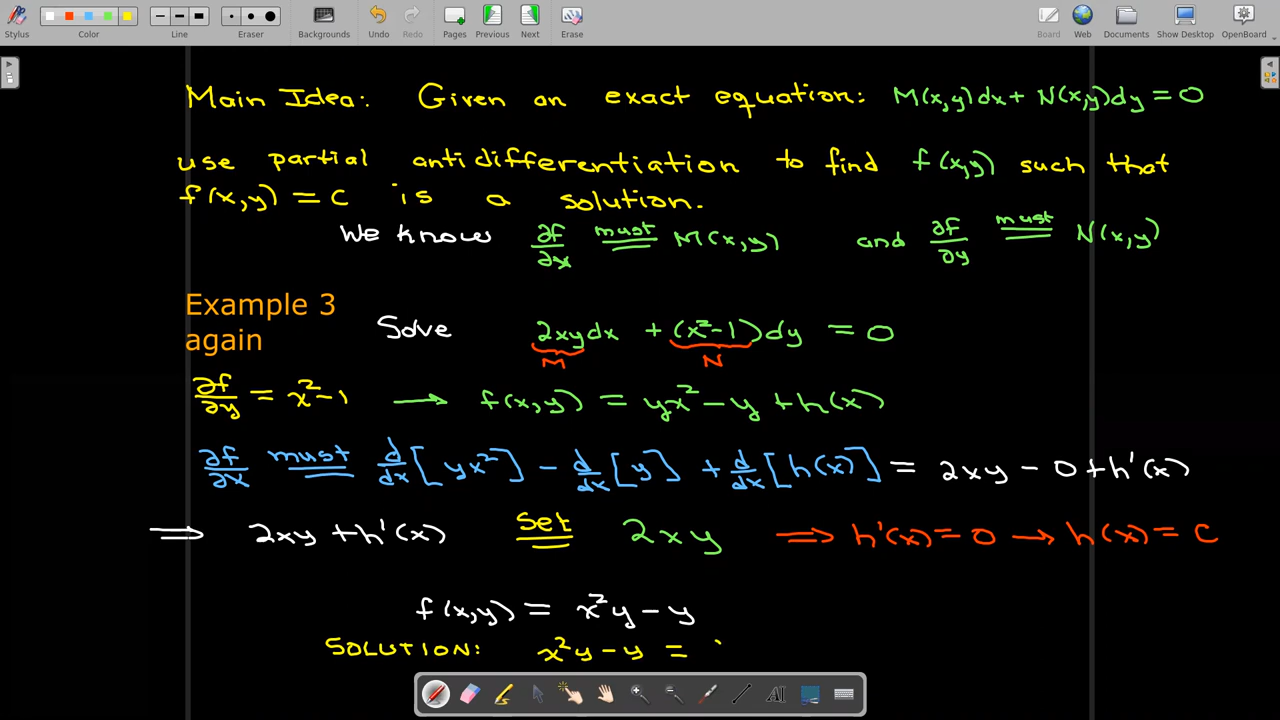 Stylus Color Line Eraser Backgrounds Undo Redo Pages Previous Next Erase Board Web Documents Show Desktop OpenBoard
Main Idea: Given an exact equation: M(x,y)dx + N(x,y)dy = 0
use partial antidifferentiation to find f(x,y) such that
f(x,y) = C is a solution.
We know ∂f/∂x must = M(x,y) and ∂f/∂y must = N(x,y)
Example 3
again
Solve 2xydx + (x²-1)dy = 0
M N
∂f/∂y = x²-1 → f(x,y) = yx² - y + h(x)
∂f/∂x must = d/dx[yx²] - d/dx[y] + d/dx[h(x)] = 2xy - 0 + h'(x)
⇒ 2xy + h'(x) Set = 2xy ⇒ h'(x) = 0 → h(x) = C
f(x,y) = x²y - y
SOLUTION: x²y - y =
AI